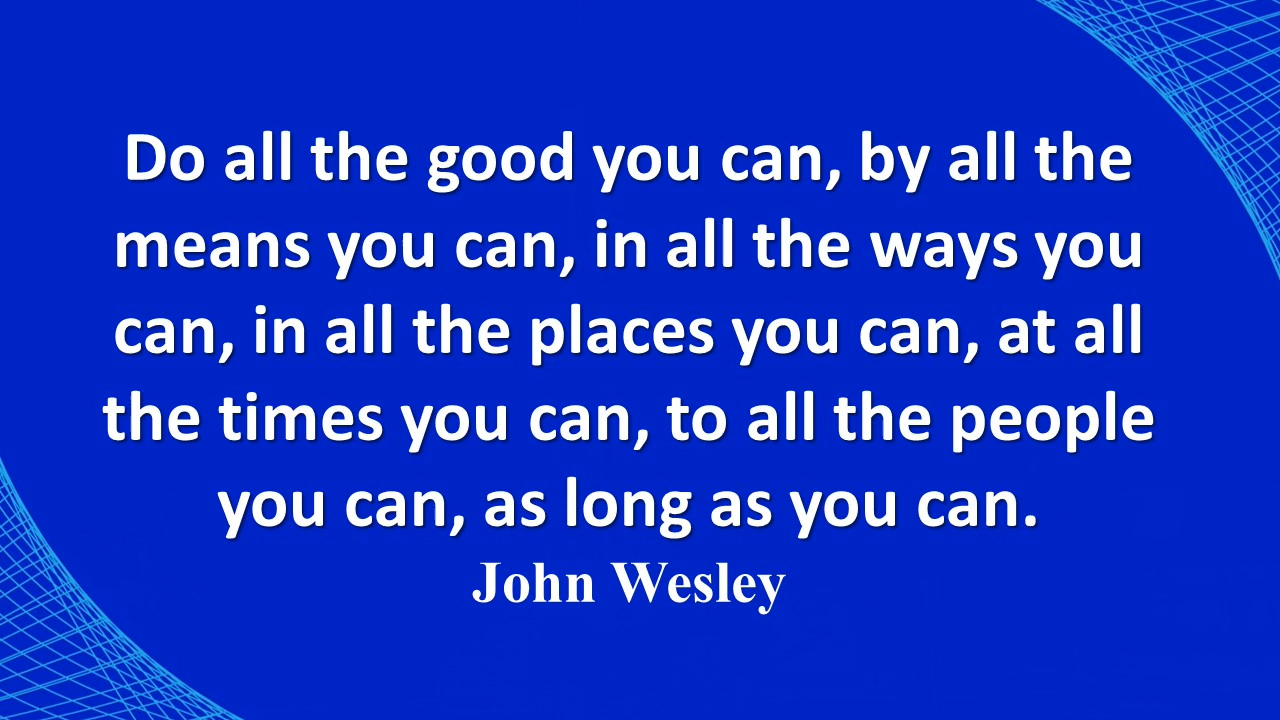 Do all the good you can, by all the
means you can, in all the ways you
can, in all the places you can, at all
the times you can, to all the people
you can, as long as you can.
John Wesley